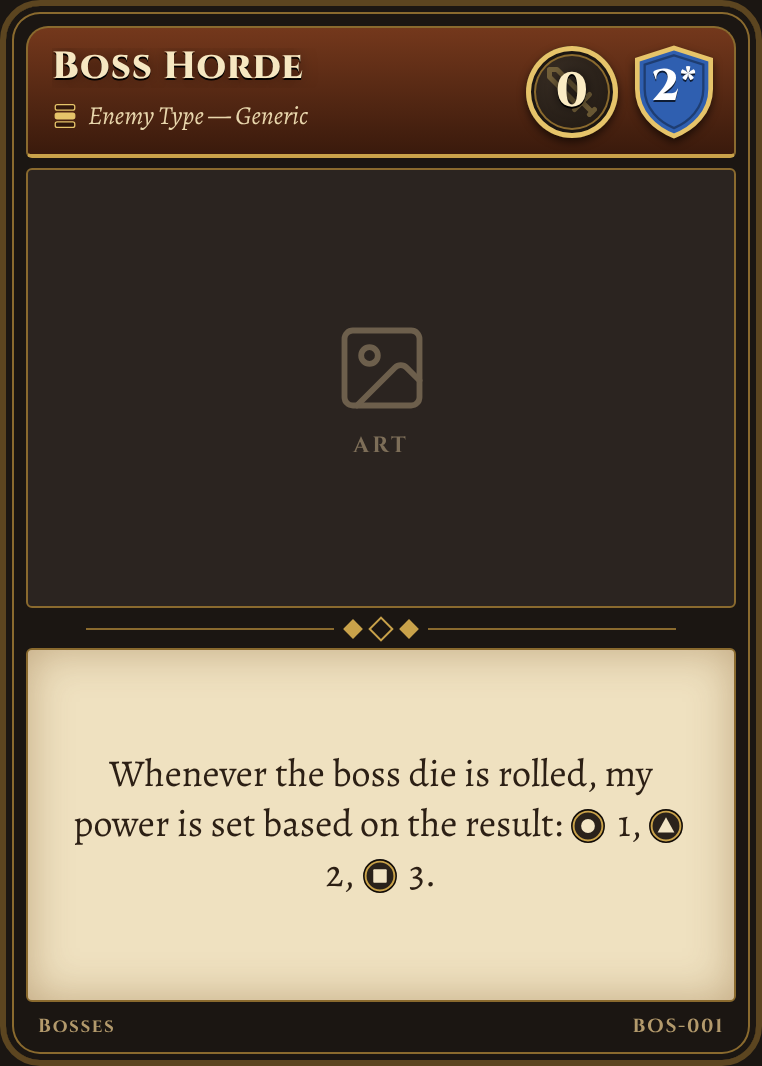 Boss Horde
Enemy Type — Generic
0
2*
ART
Whenever the boss die is rolled, my
power is set based on the result: 1,
2, 3.
Bosses
BOS-001